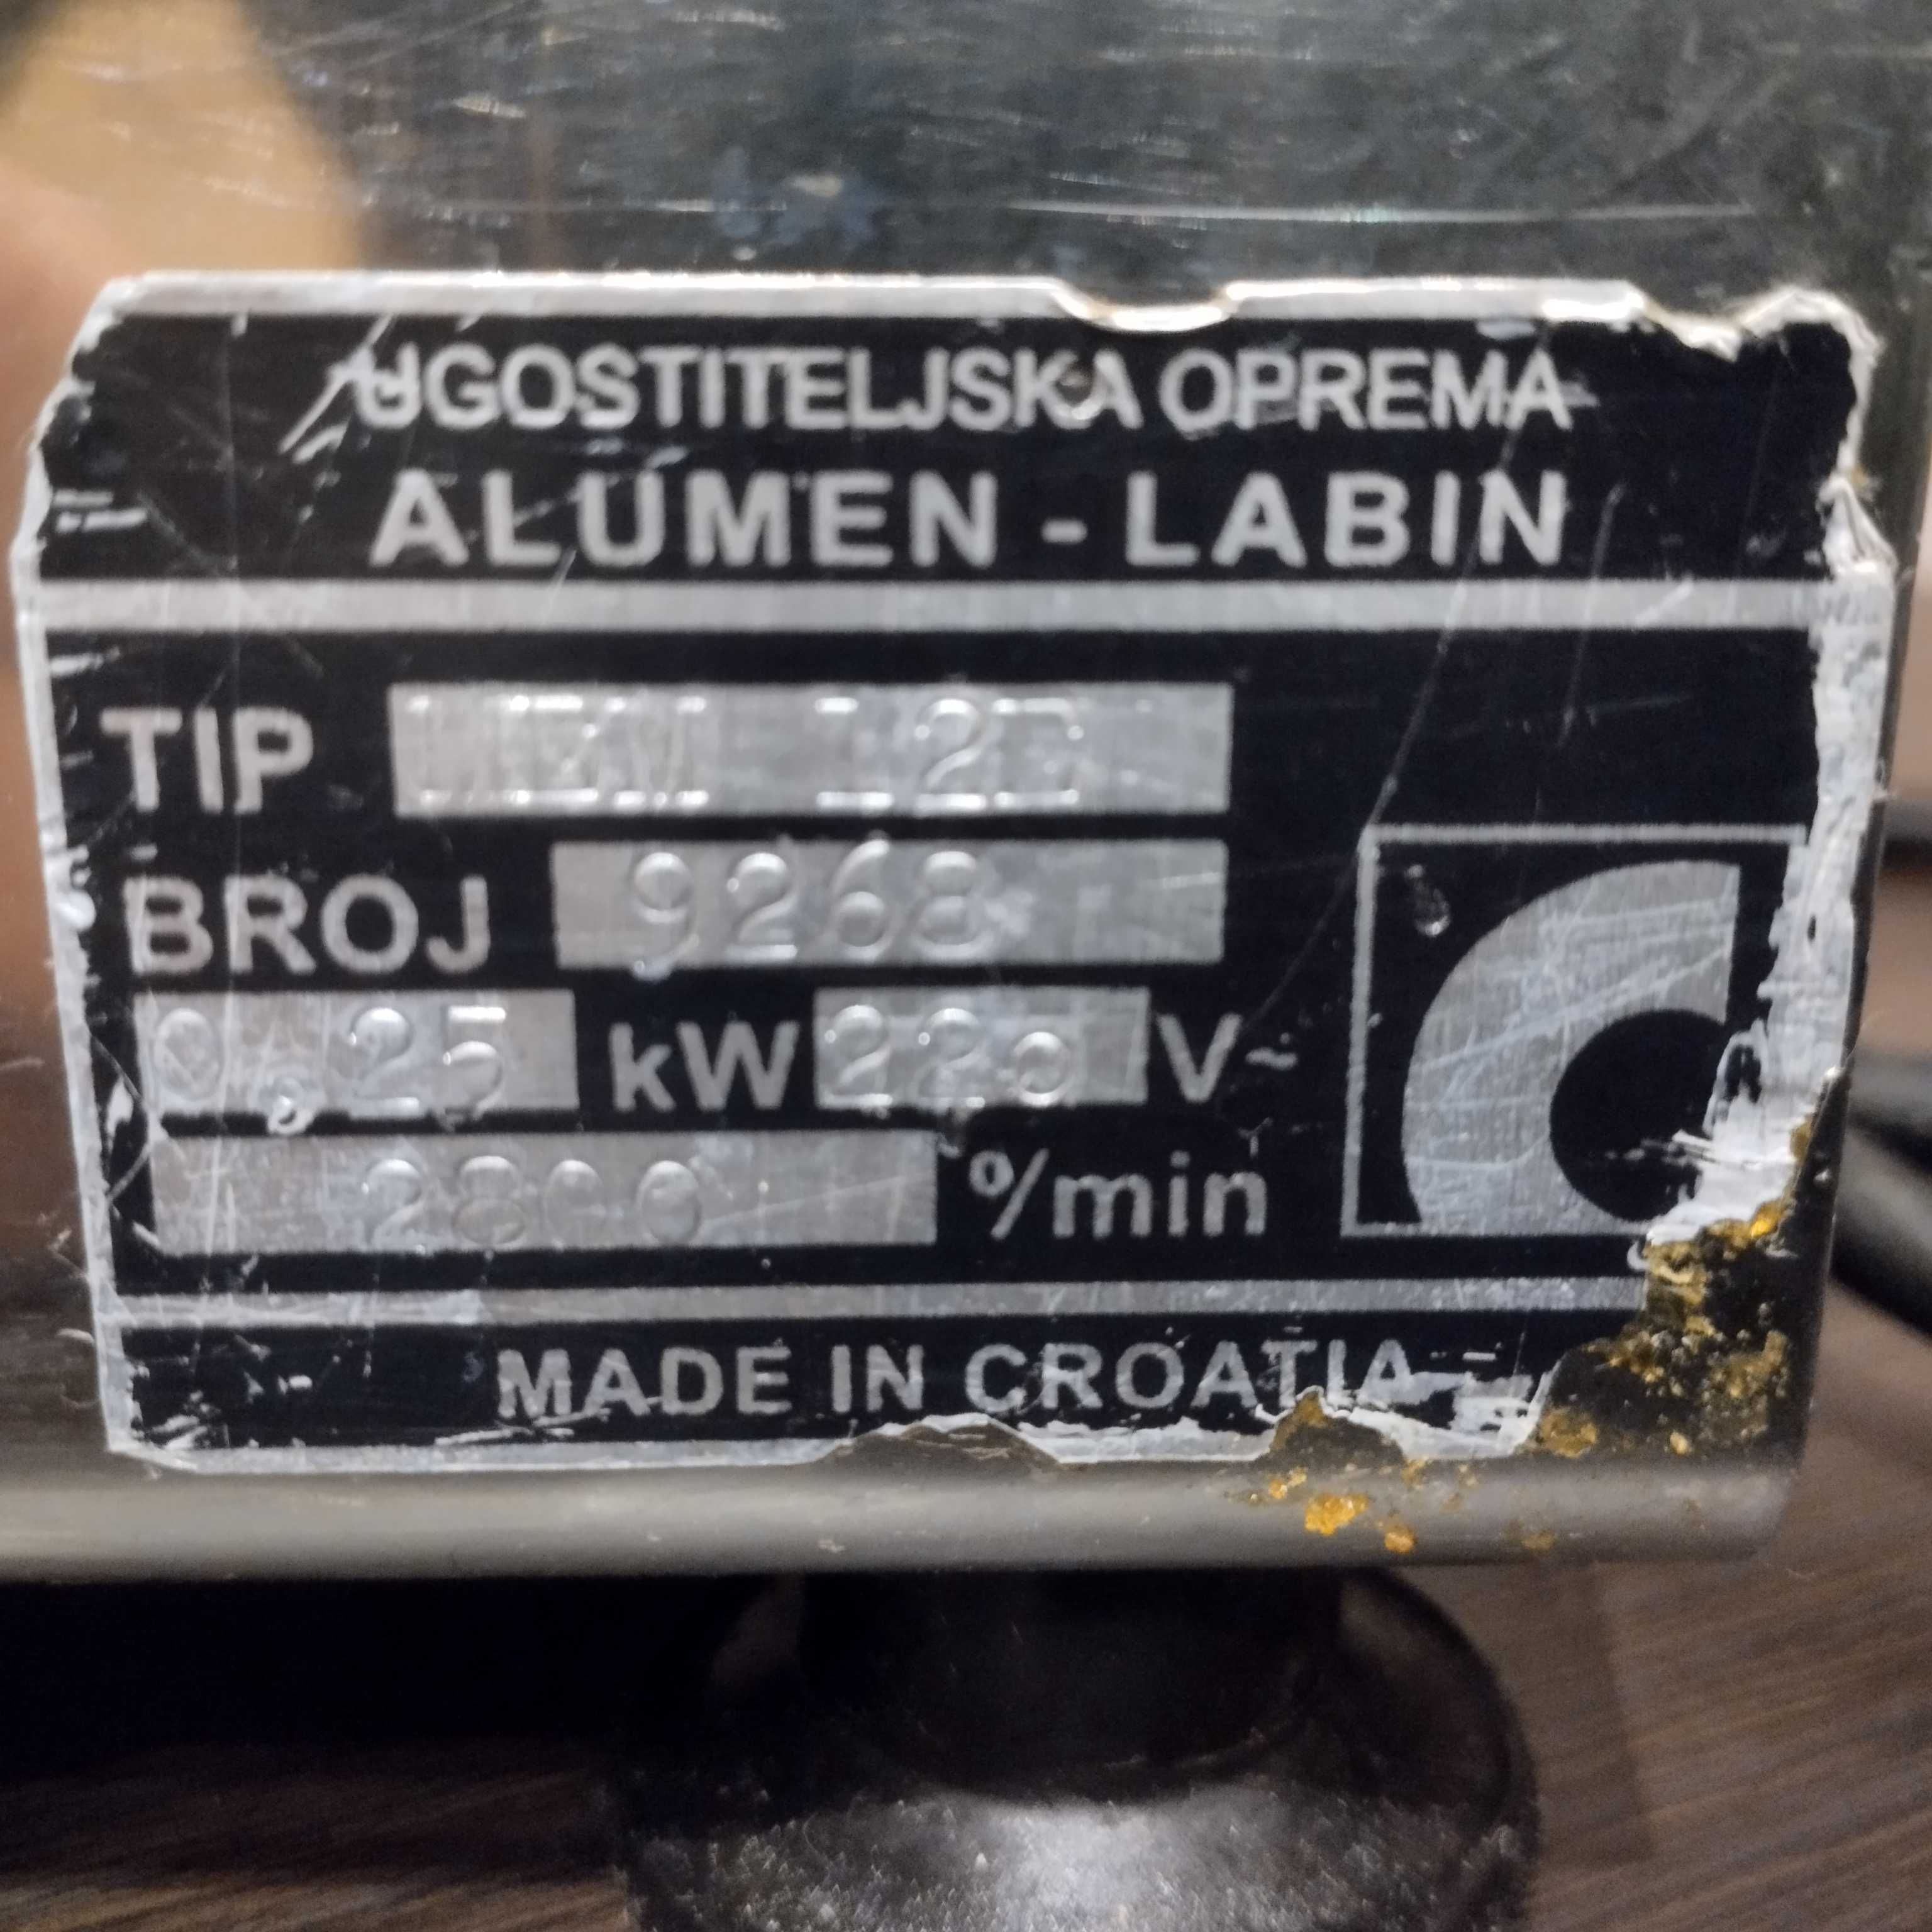 UGOSTITELJSKA OPREMA
ALUMEN - LABIN
TIP
BROJ 9268
0,25 kW 220 V~
2800 º/min
MADE IN CROATIA